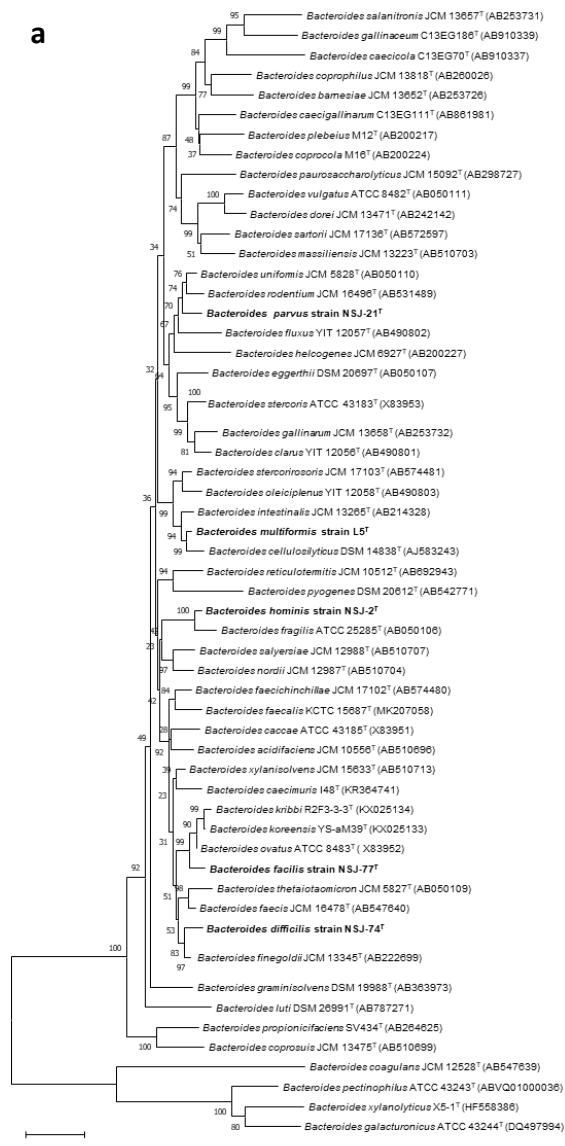 a
95
Bacteroides salanitronis JCM 13657ᵀ (AB253731)
99
Bacteroides gallinaceum C13EG186ᵀ (AB910339)
84
Bacteroides caecicola C13EG70ᵀ (AB910337)
99
77
Bacteroides coprophilus JCM 13818ᵀ (AB260026)
Bacteroides barnesiae JCM 13652ᵀ (AB253726)
87
Bacteroides caecigallinarum C13EG111ᵀ (AB861981)
48
Bacteroides plebeius M12ᵀ (AB200217)
37
Bacteroides coprocola M16ᵀ (AB200224)
Bacteroides paurosaccharolyticus JCM 15092ᵀ (AB298727)
74
100
Bacteroides vulgatus ATCC 8482ᵀ (AB050111)
Bacteroides dorei JCM 13471ᵀ (AB242142)
99
Bacteroides sartorii JCM 17136ᵀ (AB572597)
34
51
Bacteroides massiliensis JCM 13223ᵀ (AB510703)
76
Bacteroides uniformis JCM 5828ᵀ (AB050110)
74
Bacteroides rodentium JCM 16496ᵀ (AB531489)
70
Bacteroides parvus strain NSJ-21ᵀ
67
Bacteroides fluxus YIT 12057ᵀ (AB490802)
Bacteroides helcogenes JCM 6927ᵀ (AB200227)
32
Bacteroides eggerthii DSM 20697ᵀ (AB050107)
100
95
Bacteroides stercoris ATCC 43183ᵀ (X83953)
99
Bacteroides gallinarum JCM 13658ᵀ (AB253732)
81
Bacteroides clarus YIT 12056ᵀ (AB490801)
94
Bacteroides stercorirosoris JCM 17103ᵀ (AB574481)
Bacteroides oleiciplenus YIT 12058ᵀ (AB490803)
36
99
Bacteroides intestinalis JCM 13265ᵀ (AB214328)
94
Bacteroides multiformis strain L5ᵀ
99
Bacteroides cellulosilyticus DSM 14838ᵀ (AJ583243)
94
Bacteroides reticulotermitis JCM 10512ᵀ (AB692943)
Bacteroides pyogenes DSM 20612ᵀ (AB542771)
100
Bacteroides hominis strain NSJ-2ᵀ
Bacteroides fragilis ATCC 25285ᵀ (AB050106)
23
Bacteroides salyersiae JCM 12988ᵀ (AB510707)
97
Bacteroides nordii JCM 12987ᵀ (AB510704)
42
84
Bacteroides faecichinchillae JCM 17102ᵀ (AB574480)
Bacteroides faecalis KCTC 15687ᵀ (MK207058)
49
28
Bacteroides caccae ATCC 43185ᵀ (X83951)
92
Bacteroides acidifaciens JCM 10556ᵀ (AB510696)
39
Bacteroides xylanisolvens JCM 15633ᵀ (AB510713)
23
Bacteroides caecimuris I48ᵀ (KR364741)
99
Bacteroides kribbi R2F3-3-3ᵀ (KX025134)
90
Bacteroides koreensis YS-aM39ᵀ (KX025133)
31
99
Bacteroides ovatus ATCC 8483ᵀ ( X83952)
92
Bacteroides facilis strain NSJ-77ᵀ
98
Bacteroides thetaiotaomicron JCM 5827ᵀ (AB050109)
51
Bacteroides faecis JCM 16478ᵀ (AB547640)
53
Bacteroides difficilis strain NSJ-74ᵀ
100
83
97
Bacteroides finegoldii JCM 13345ᵀ (AB222699)
Bacteroides graminisolvens DSM 19988ᵀ (AB363973)
Bacteroides luti DSM 26991ᵀ (AB787271)
Bacteroides propionicifaciens SV434ᵀ (AB264625)
100
Bacteroides coprosuis JCM 13475ᵀ (AB510699)
Bacteroides coagulans JCM 12528ᵀ (AB547639)
Bacteroides pectinophilus ATCC 43243ᵀ (ABVQ01000036)
100
Bacteroides xylanolyticus X5-1ᵀ (HF558386)
80
Bacteroides galacturonicus ATCC 43244ᵀ (DQ497994)